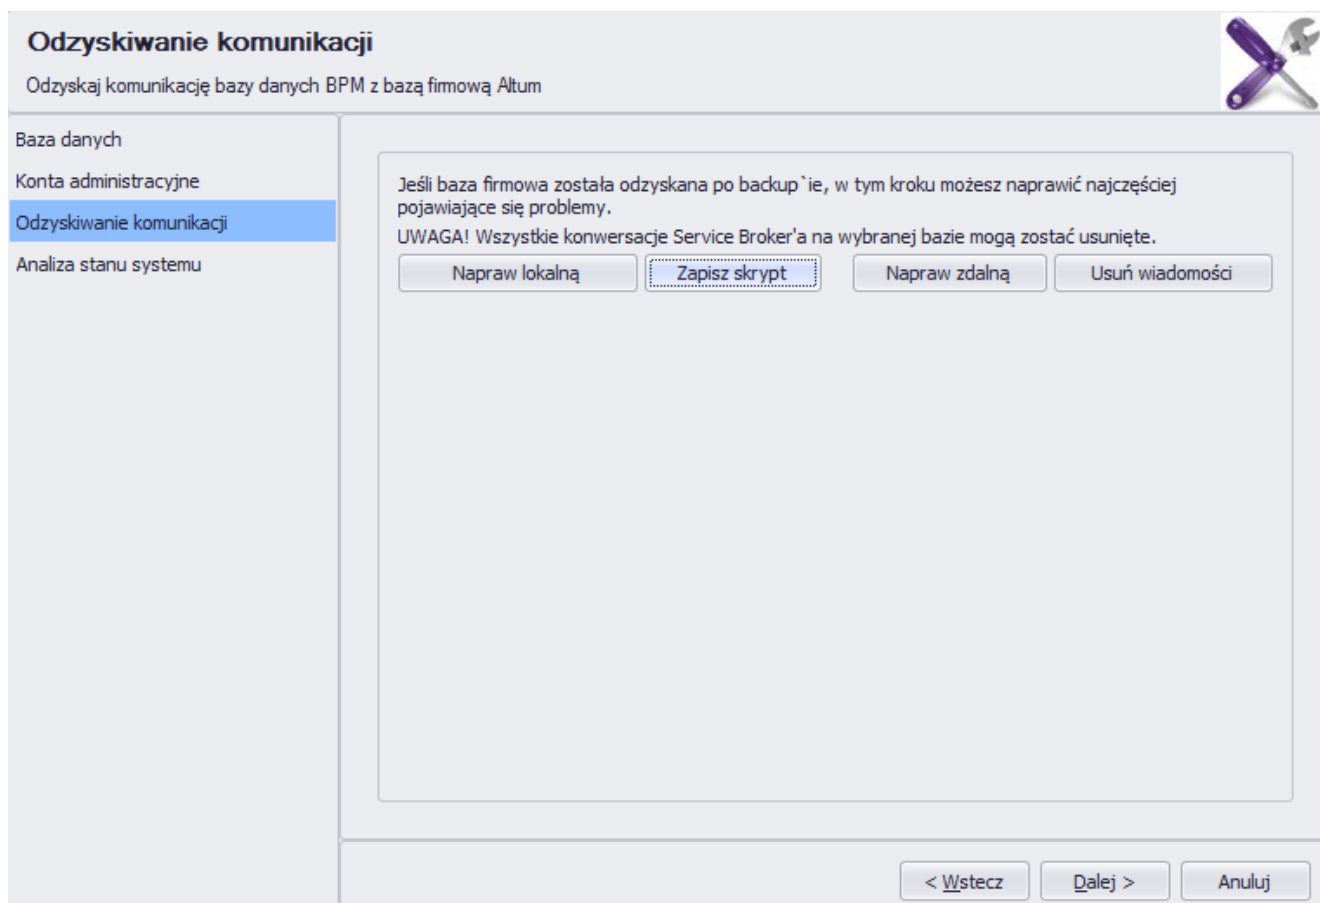 Odzyskiwanie komunikacji
Odzyskaj komunikację bazy danych BPM z bazą firmową Altum
Baza danych
Konta administracyjne
Odzyskiwanie komunikacji
Analiza stanu systemu
Jeśli baza firmowa została odzyskana po backup`ie, w tym kroku możesz naprawić najczęściej
pojawiające się problemy.
UWAGA! Wszystkie konwersacje Service Broker'a na wybranej bazie mogą zostać usunięte.
Napraw lokalną Zapisz skrypt Napraw zdalną Usuń wiadomości
< Wstecz Dalej > Anuluj